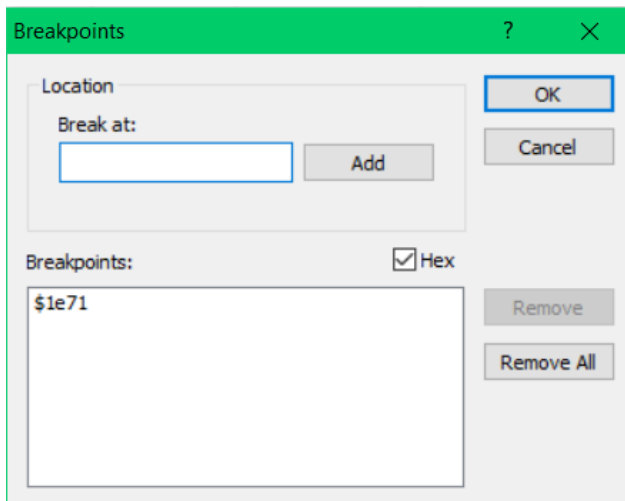 Breakpoints ?
Location
OK
Break at:
Add
Cancel
Breakpoints:
Hex
$1e71
Remove
Remove All